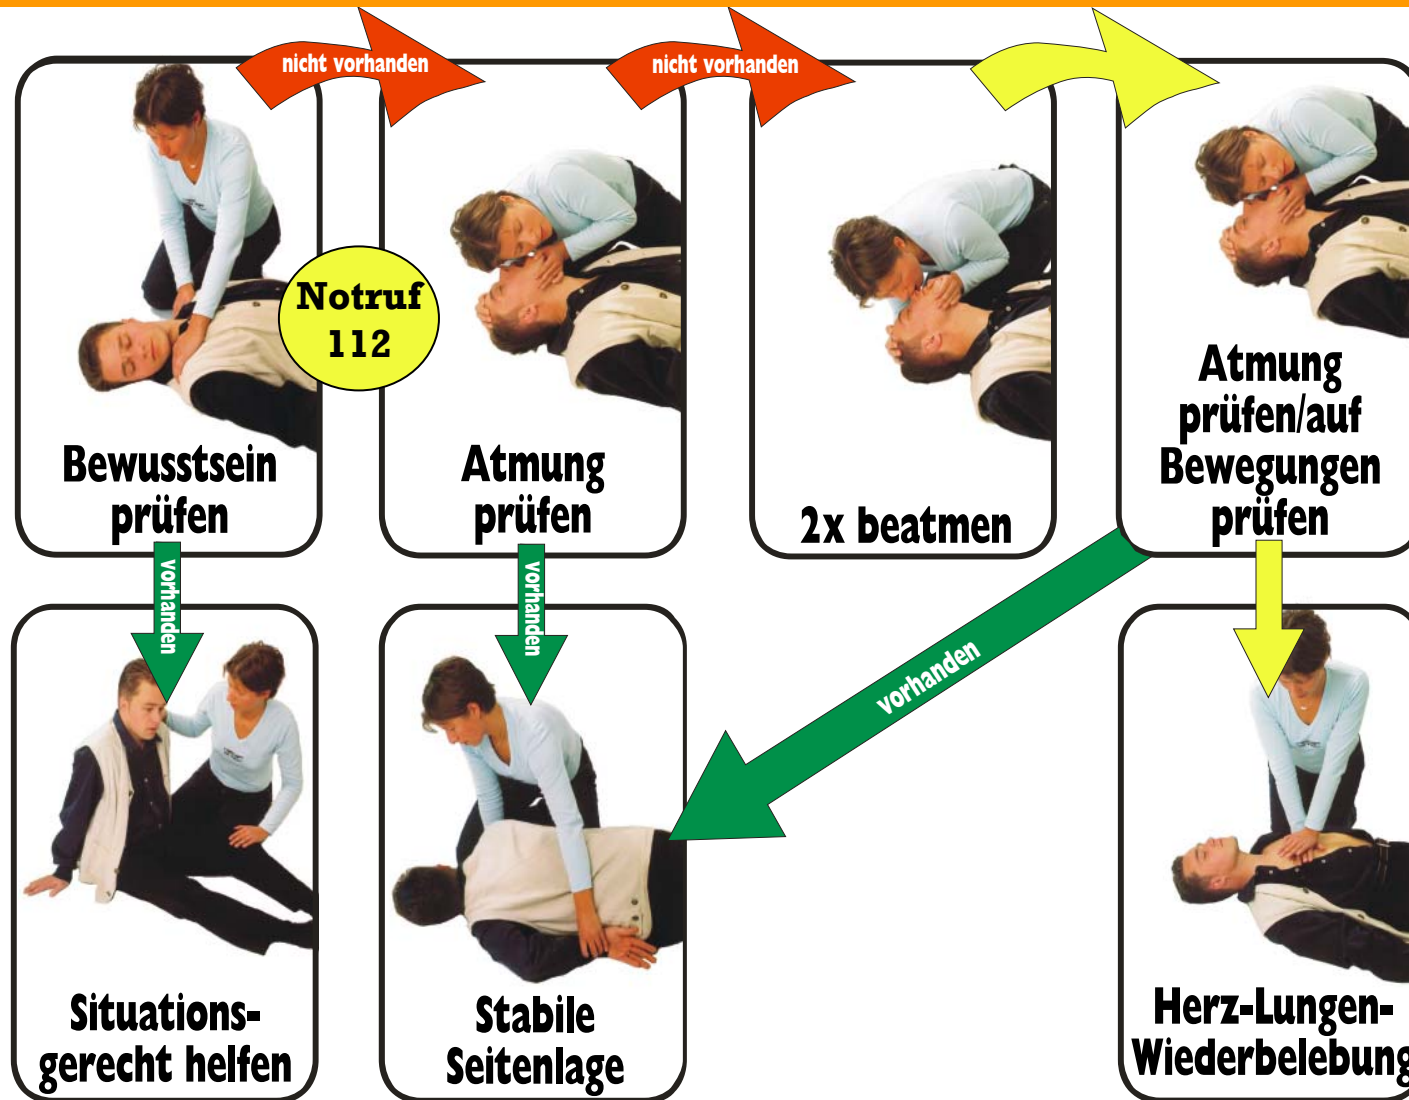 nicht vorhanden
nicht vorhanden
Notruf
112
Bewusstsein
prüfen
Atmung
prüfen
2x beatmen
Atmung
prüfen/auf
Bewegungen
prüfen
vorhanden
vorhanden
vorhanden
Situations-
gerecht helfen
Stabile
Seitenlage
Herz-Lungen-
Wiederbelebung